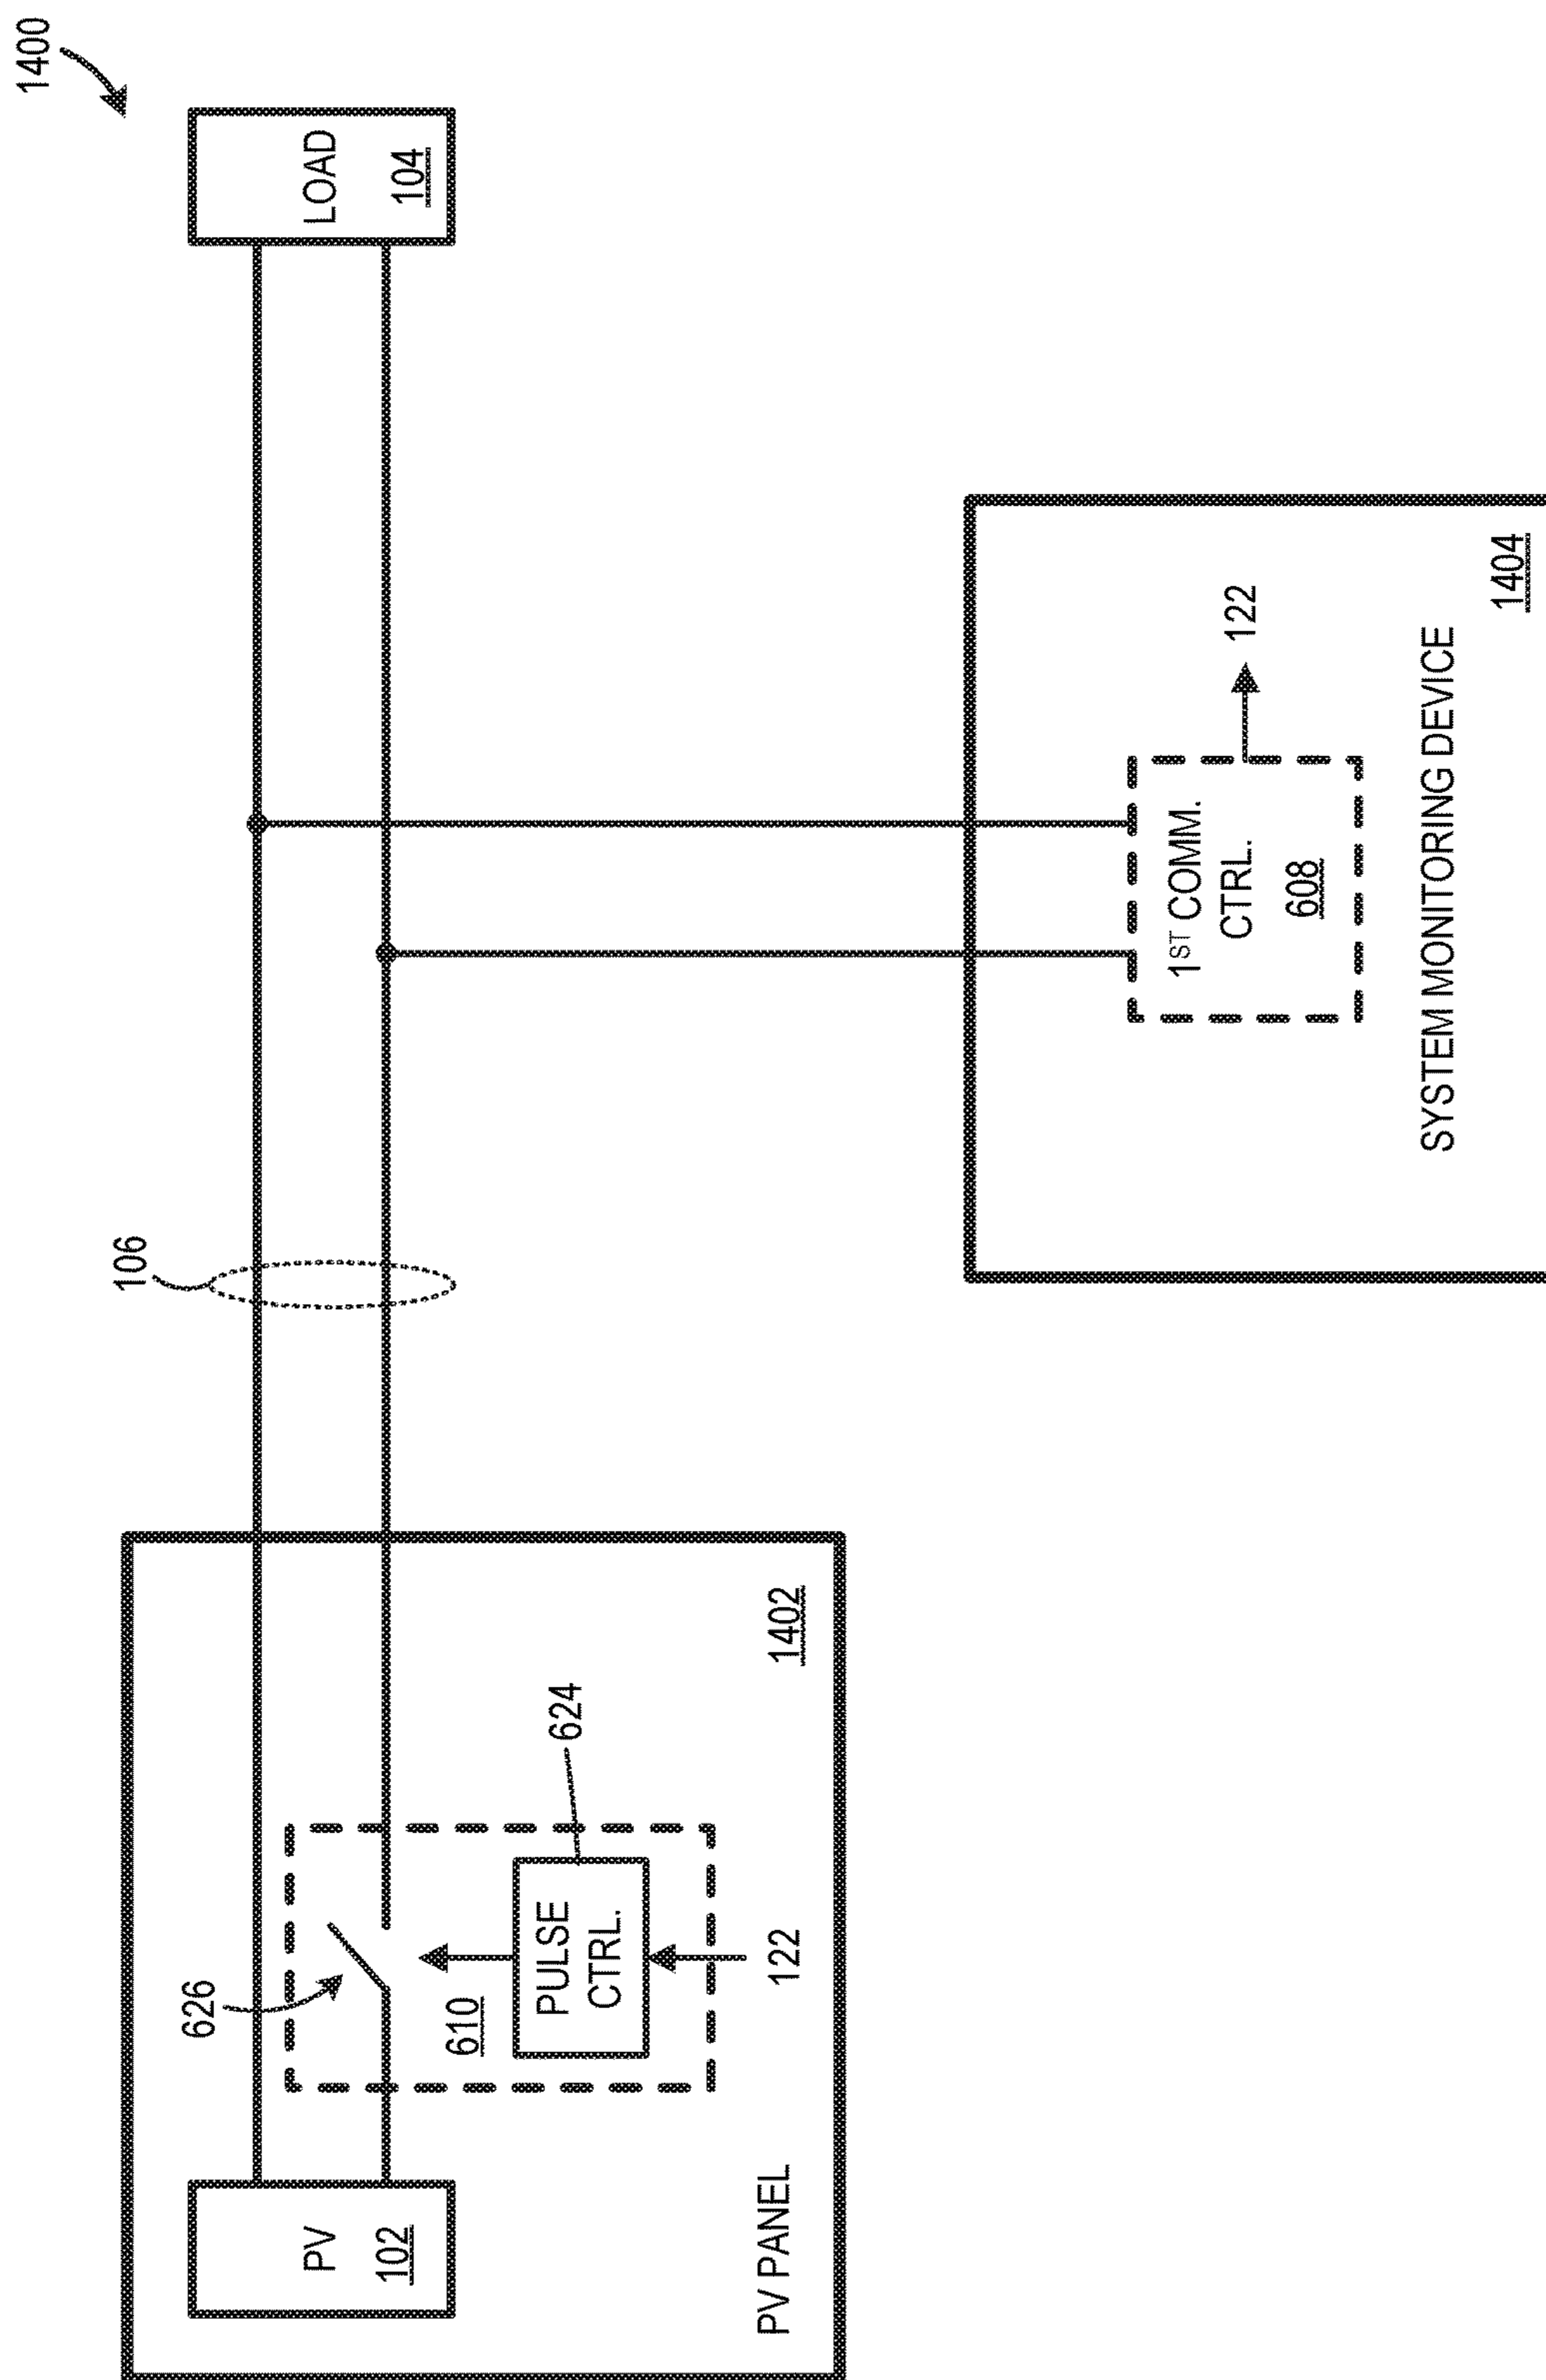 1400
106
626
PV
102
610
PULSE
CTRL.
624
122
PV PANEL
1402
LOAD
104
1ST COMM.
CTRL.
608
122
SYSTEM MONITORING DEVICE
1404